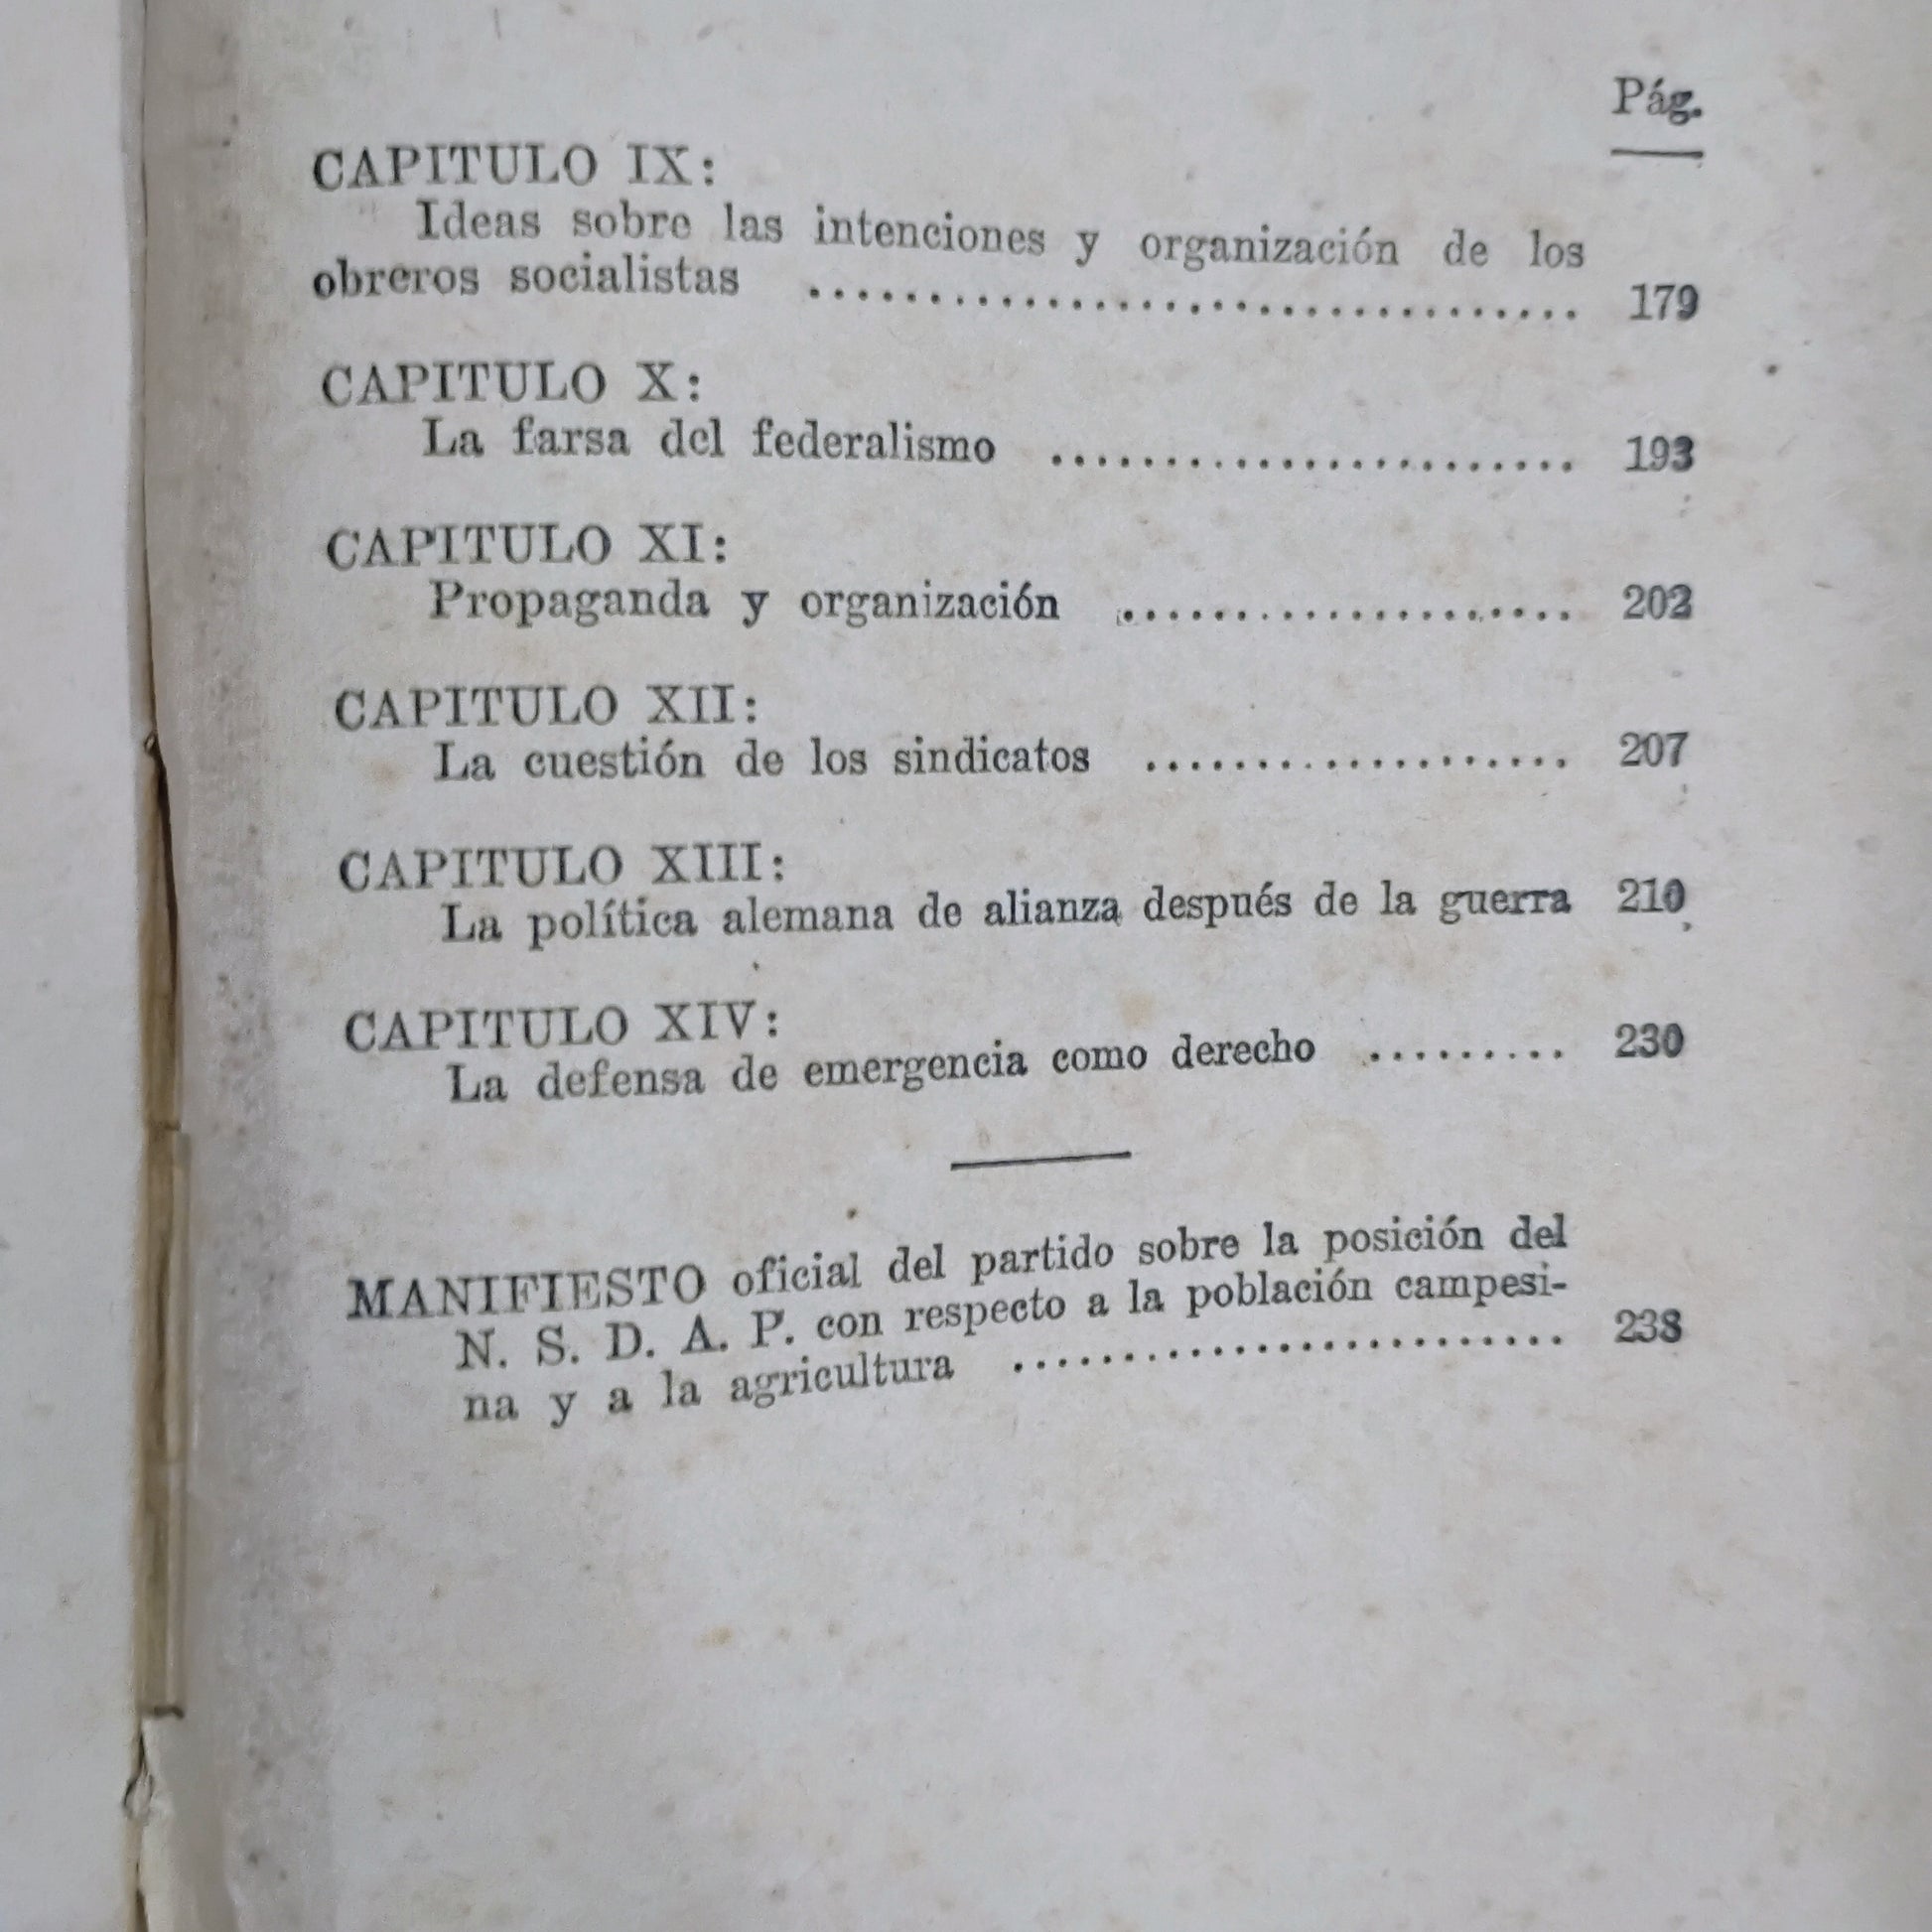 Pág.
CAPITULO IX:
Ideas sobre las intenciones y organización de los
obreros socialistas .................................. 179
CAPITULO X:
La farsa del federalismo ....................... 193
CAPITULO XI:
Propaganda y organización .................... 202
CAPITULO XII:
La cuestión de los sindicatos ................... 207
CAPITULO XIII:
La política alemana de alianza después de la guerra 210
CAPITULO XIV:
La defensa de emergencia como derecho ......... 230
MANIFIESTO oficial del partido sobre la posición del
N. S. D. A. P. con respecto a la población campesi-
na y a la agricultura ......................... 238